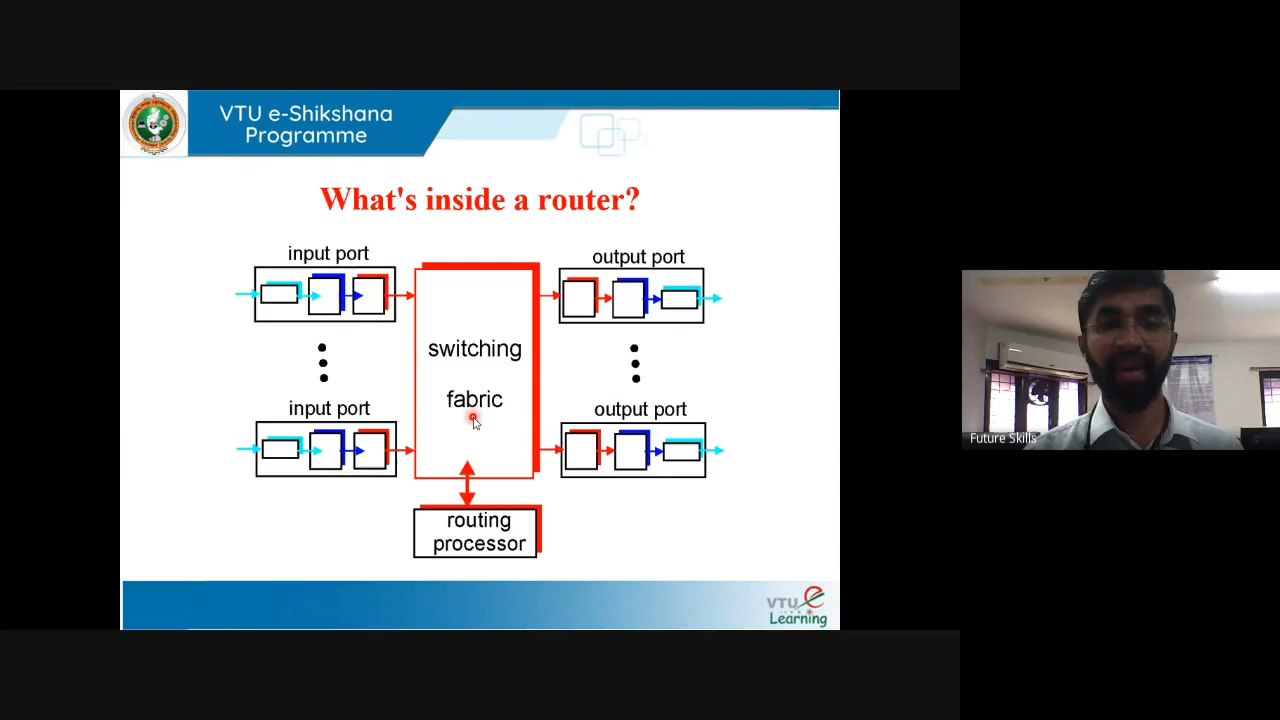 VTU e-Shikshana
Programme
What's inside a router?
input port
output port
switching
fabric
input port
output port
routing
processor
Future Skills
VTU
Learning